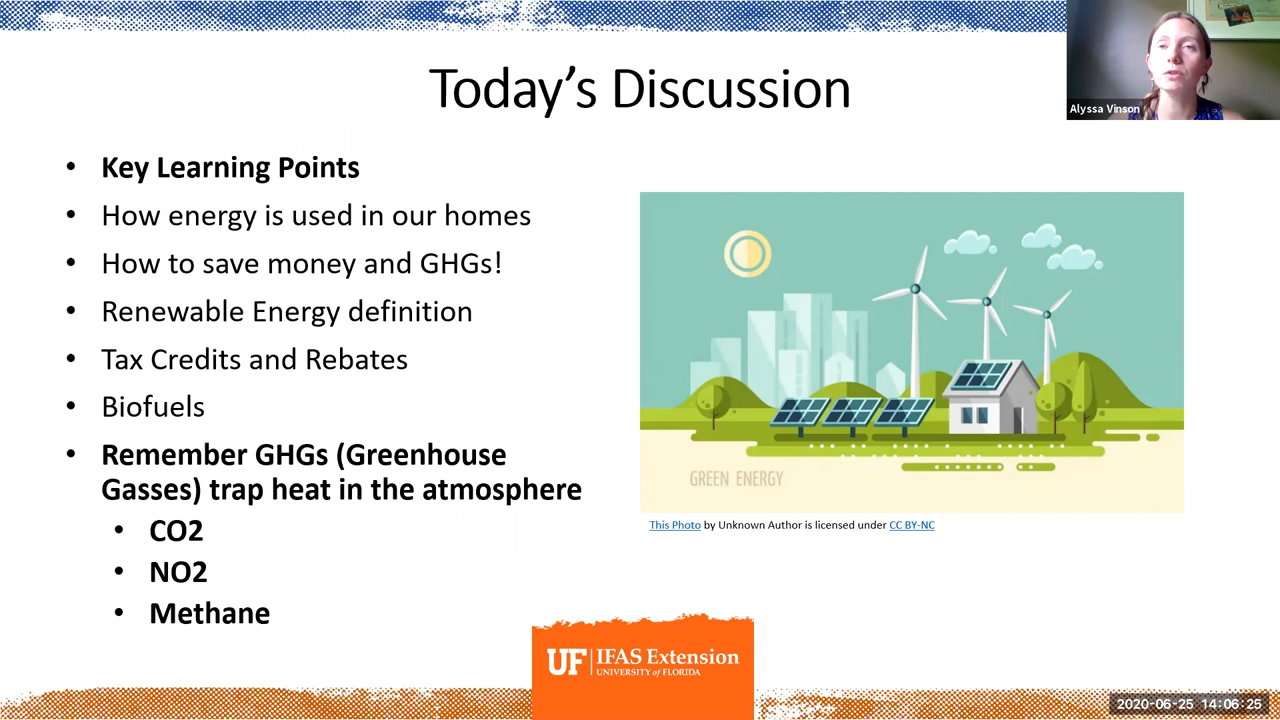 Today's Discussion
Alyssa Vinson
• Key Learning Points
• How energy is used in our homes
• How to save money and GHGs!
• Renewable Energy definition
• Tax Credits and Rebates
• Biofuels
• Remember GHGs (Greenhouse
Gasses) trap heat in the atmosphere
• CO2
• NO2
• Methane
GREEN ENERGY
This Photo by Unknown Author is licensed under CC BY-NC
UF IFAS Extension
UNIVERSITY of FLORIDA
2020-06-25 14:06:25